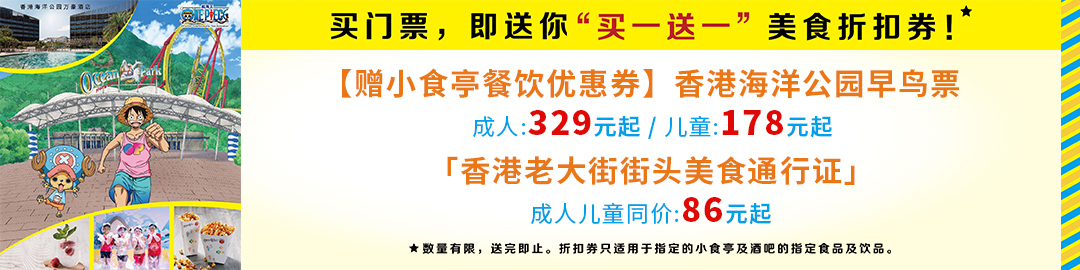 香港海洋公园万豪酒店
ONE PIECE
Ocean Park
买门票，即送你“买一送一”美食折扣券！★
【赠小食亭餐饮优惠券】香港海洋公园早鸟票
成人:329元起 / 儿童:178元起
「香港老大街街头美食通行证」
成人儿童同价:86元起
★数量有限，送完即止。折扣券只适用于指定的小食亭及酒吧的指定食品及饮品。